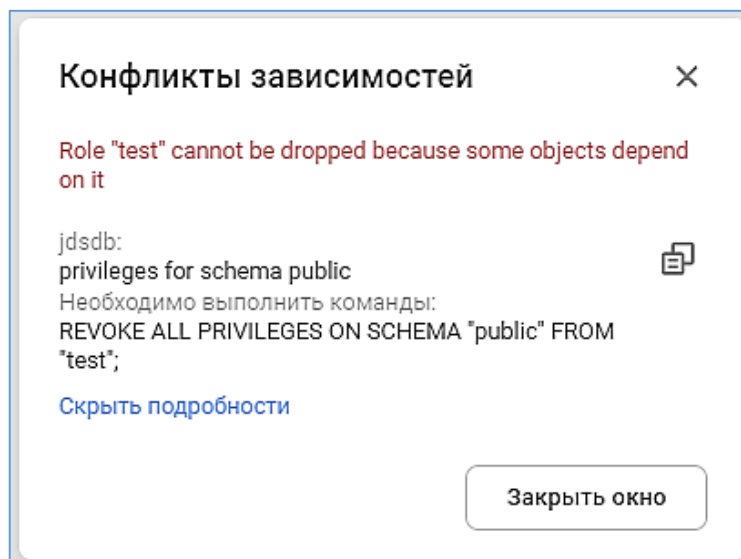 Конфликты зависимостей
Role "test" cannot be dropped because some objects depend
on it
jdsdb:
privileges for schema public
Необходимо выполнить команды:
REVOKE ALL PRIVILEGES ON SCHEMA "public" FROM
"test";
Скрыть подробности
Закрыть окно